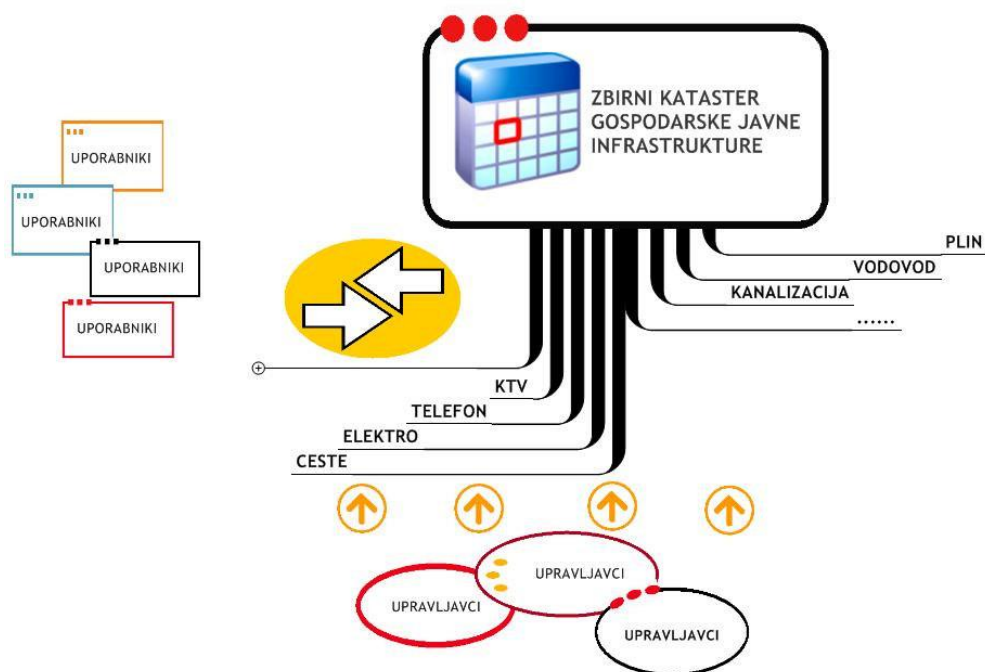 ZBIRNI KATASTER
GOSPODARSKE JAVNE
INFRASTRUKTURE
UPORABNIKI
UPORABNIKI
UPORABNIKI
UPORABNIKI
PLIN
VODOVOD
KANALIZACIJA
......
KTV
TELEFON
ELEKTRO
CESTE
UPRAVLJAVCI
UPRAVLJAVCI
UPRAVLJAVCI